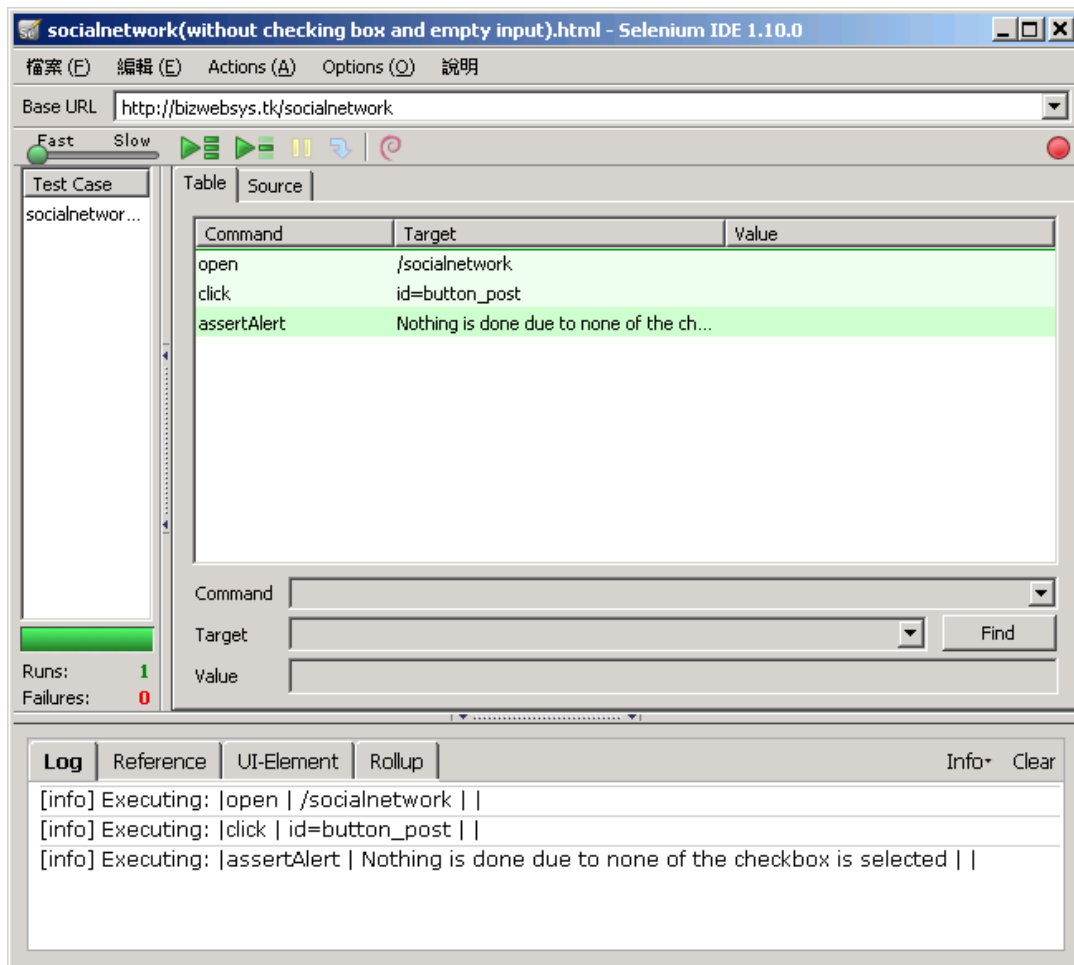 socialnetwork(without checking box and empty input).html - Selenium IDE 1.10.0
檔案 (F) 編輯 (E) Actions (A) Options (O) 說明
Base URL http://bizwebsys.tk/socialnetwork
Fast Slow
Test Case
socialnetwor...
Runs: 1
Failures: 0
Table Source
Command Target Value
open /socialnetwork
click id=button_post
assertAlert Nothing is done due to none of the ch...
Command
Target Find
Value
Log Reference UI-Element Rollup Info Clear
[info] Executing: |open | /socialnetwork | |
[info] Executing: |click | id=button_post | |
[info] Executing: |assertAlert | Nothing is done due to none of the checkbox is selected | |